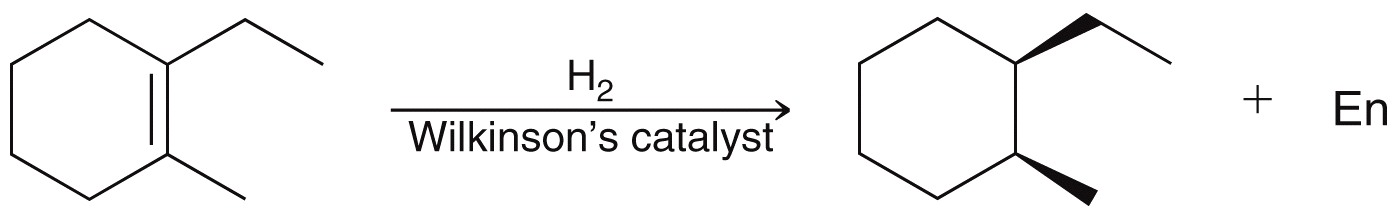 H₂
Wilkinson's catalyst
+ En